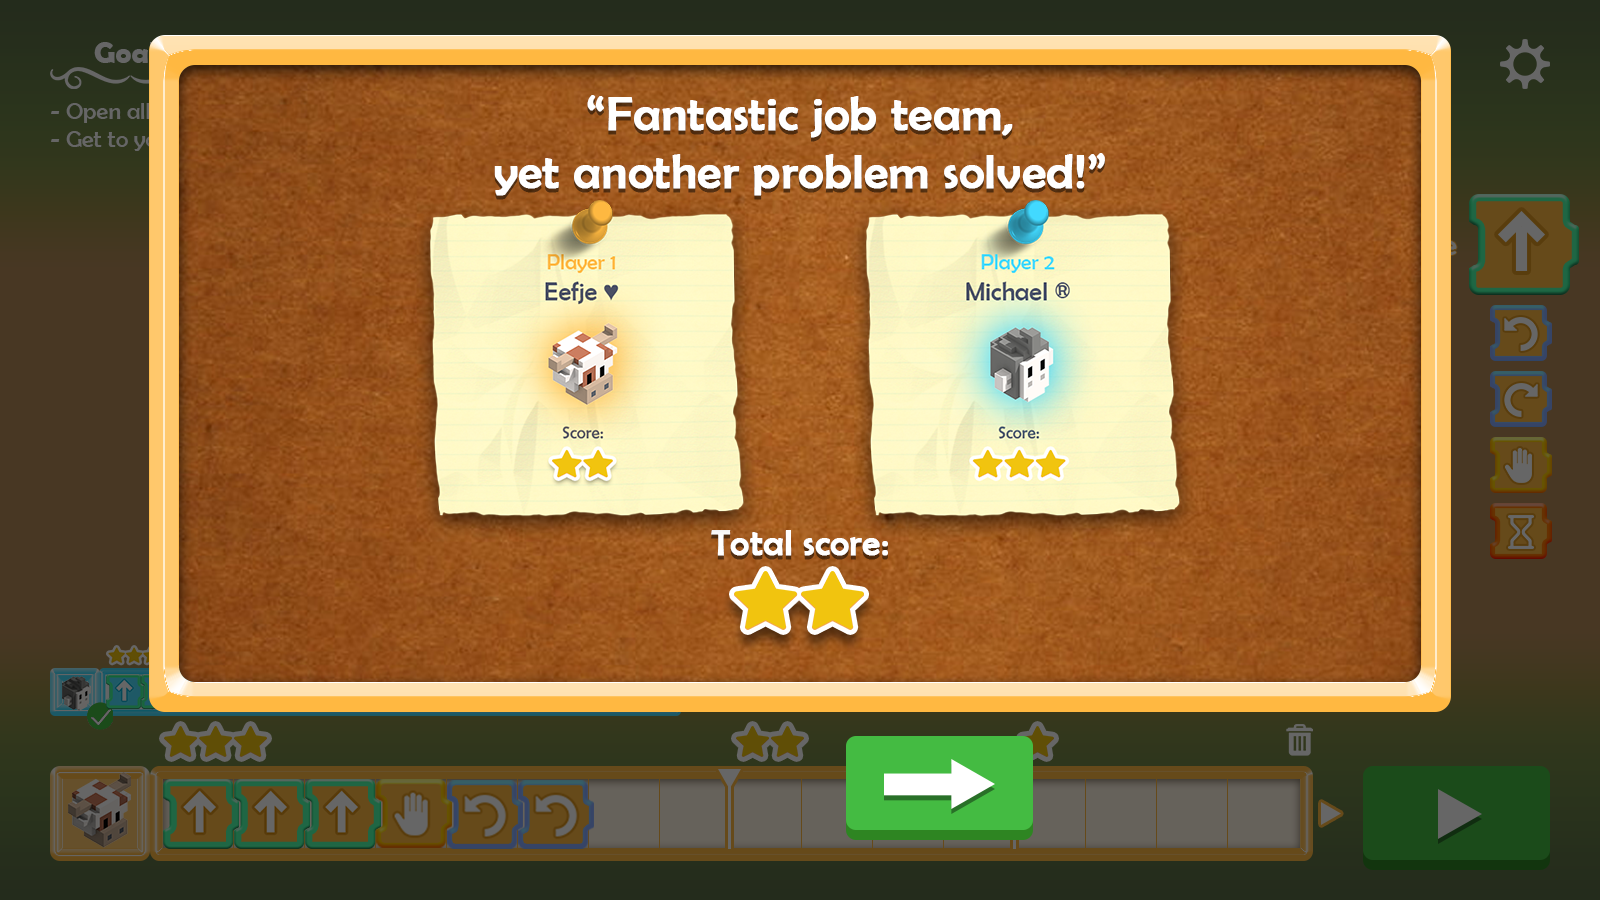 Goa
- Open all
- Get to yo
“Fantastic job team,
yet another problem solved!”
Player 1
Eefje ♥
Score:
Player 2
Michael ®
Score:
Total score: